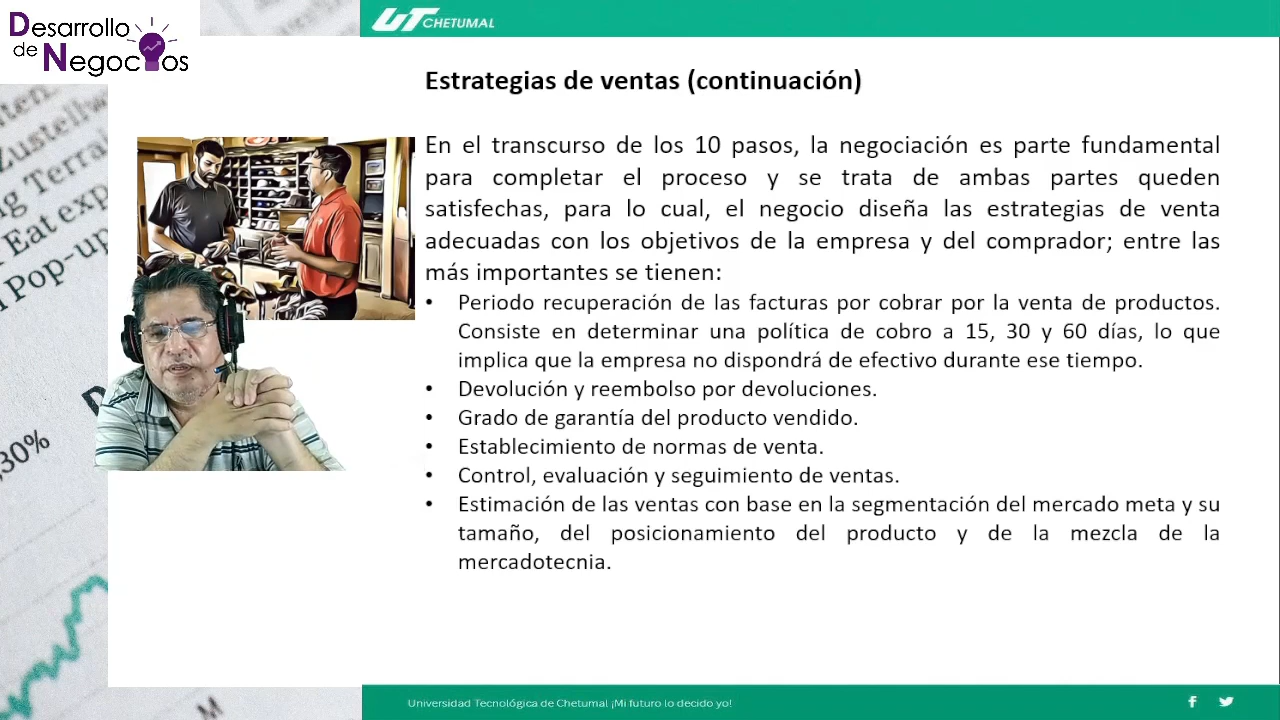 Desarrollo
de
Negocios
UT CHETUMAL
Zustell
ng Terral
Eat exp
Pop-up
,30%
M
Estrategias de ventas (continuación)
En el transcurso de los 10 pasos, la negociación es parte fundamental
para completar el proceso y se trata de ambas partes queden
satisfechas, para lo cual, el negocio diseña las estrategias de venta
adecuadas con los objetivos de la empresa y del comprador; entre las
más importantes se tienen:
• Periodo recuperación de las facturas por cobrar por la venta de productos.
Consiste en determinar una política de cobro a 15, 30 y 60 días, lo que
implica que la empresa no dispondrá de efectivo durante ese tiempo.
• Devolución y reembolso por devoluciones.
• Grado de garantía del producto vendido.
• Establecimiento de normas de venta.
• Control, evaluación y seguimiento de ventas.
• Estimación de las ventas con base en la segmentación del mercado meta y su
tamaño, del posicionamiento del producto y de la mezcla de la
mercadotecnia.
Universidad Tecnológica de Chetumal ¡Mi futuro lo decido yo!